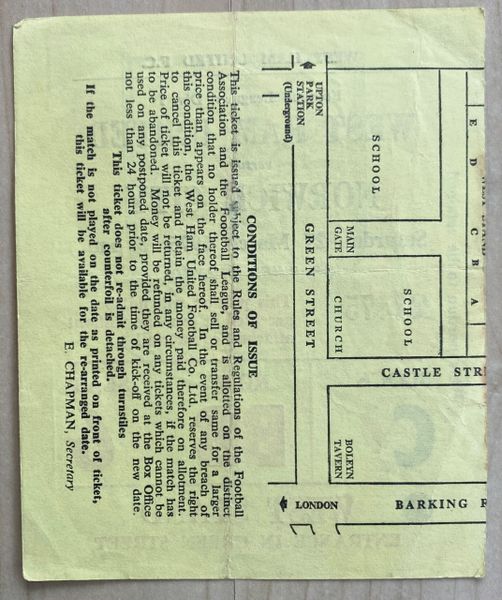 WEST STAND
E D C B A
SCHOOL
SCHOOL
MAIN
GATE
CHURCH
CASTLE STRE
BOLEYN
TAVERN
BARKING R
UPTON
PARK
STATION
(Underground)
GREEN STREET
LONDON
CONDITIONS OF ISSUE
This ticket is issued subject to the Rules and Regulations of the Football
Association and the Football League, and is allotted on the distinct
condition that no holder thereof shall sell or transfer same for a larger
price than appears on the face hereof. In the event of any breach of
this condition, the West Ham United Football Co. Ltd. reserves the right
to cancel this ticket and retain the money paid therefore on allotment.
Price of ticket will not be returned, in any circumstances, if the match has
to be abandoned. Money will be refunded on any tickets which cannot be
used on any postponed date, provided they are received at the Box Office
not less than 24 hours prior to the time of kick-off on the new date.
This ticket does not re-admit through turnstiles
after counterfoil is detached.
If the match is not played on the date as printed on front of ticket,
this ticket will be available for the re-arranged date.
E. CHAPMAN, Secretary